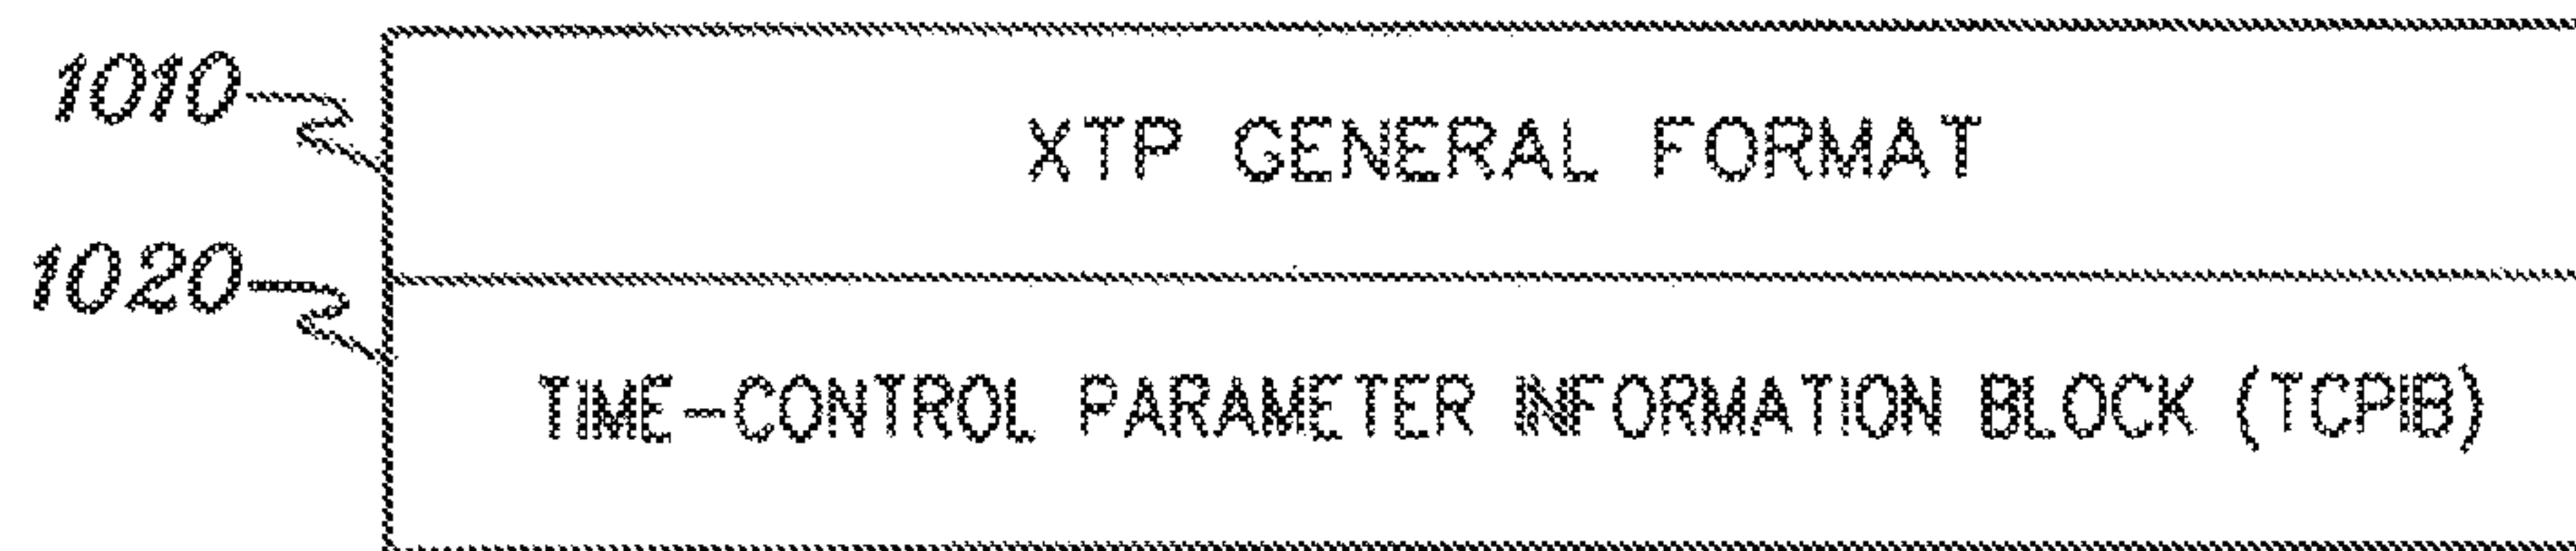 1010
XTP GENERAL FORMAT
1020
TIME-CONTROL PARAMETER INFORMATION BLOCK (TCPIB)